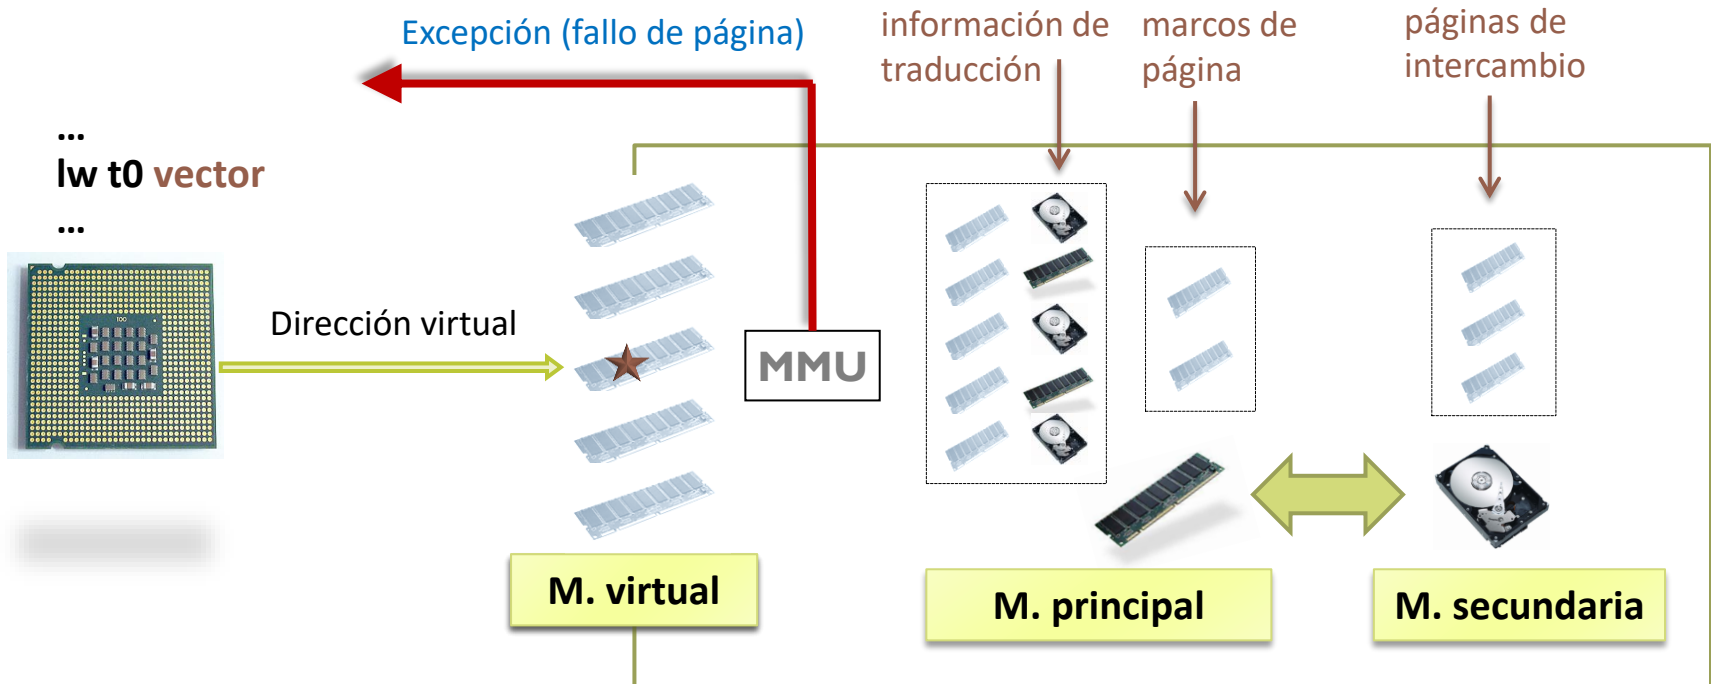 Excepción (fallo de página)
información de
traducción
marcos de
página
páginas de
intercambio
...
lw t0 vector
...
Dirección virtual
MMU
M. virtual
M. principal
M. secundaria